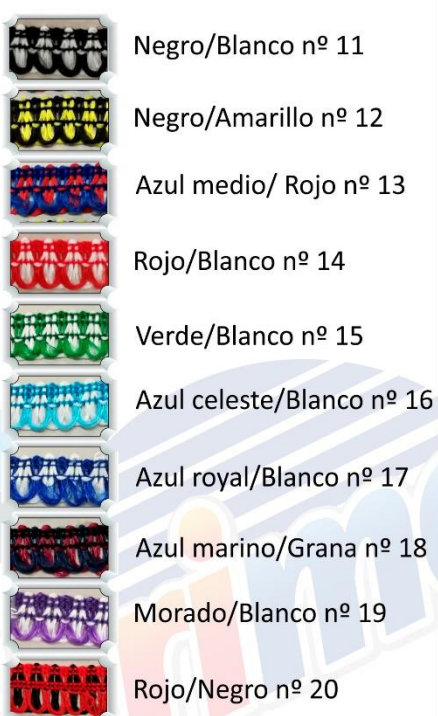 Negro/Blanco nº 11
Negro/Amarillo nº 12
Azul medio/ Rojo nº 13
Rojo/Blanco nº 14
Verde/Blanco nº 15
Azul celeste/Blanco nº 16
Azul royal/Blanco nº 17
Azul marino/Grana nº 18
Morado/Blanco nº 19
Rojo/Negro nº 20